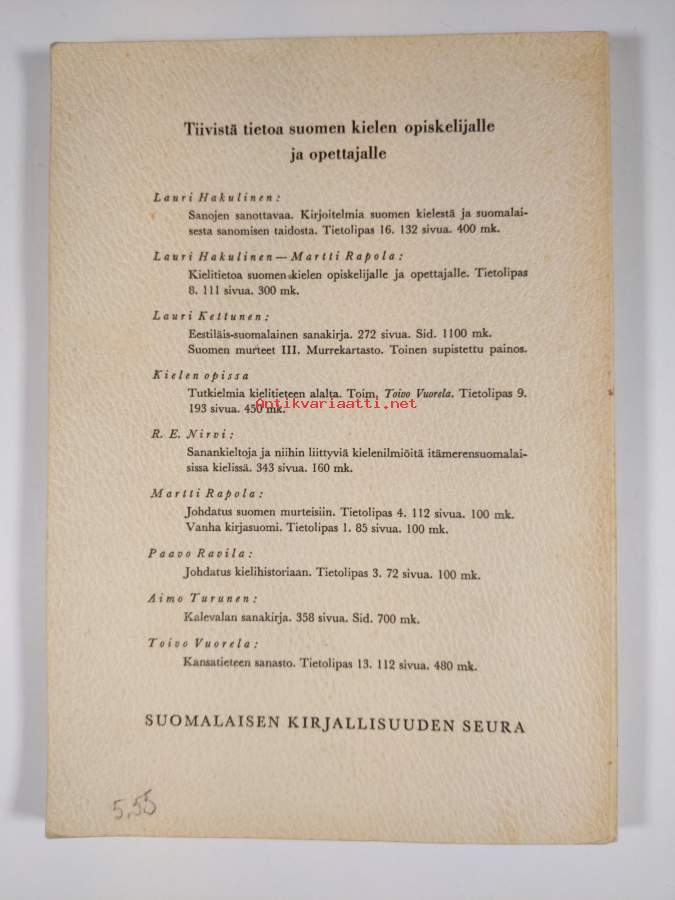 Tiivistä tietoa suomen kielen opiskelijalle
ja opettajalle
Lauri Hakulinen:
Sanojen sanottavaa. Kirjoitelmia suomen kielestä ja suomalai-
sesta sanomisen taidosta. Tietolipas 16. 132 sivua. 400 mk.
Lauri Hakulinen — Martti Rapola:
Kielitietoa suomen kielen opiskelijalle ja opettajalle. Tietolipas
8. 111 sivua. 300 mk.
Lauri Kettunen:
Eestiläis-suomalainen sanakirja. 272 sivua. Sid. 1100 mk.
Suomen murteet III. Murrekartasto. Toinen supistettu painos.
Kielen opissa
Tutkielmia kielitieteen alalta. Toim. Toivo Vuorela. Tietolipas 9.
193 sivua. 450 mk.
Antikvariaatti.net
R. E. Nirvi:
Sanankieltoja ja niihin liittyviä kielenilmiöitä itämerensuomalai-
sissa kielissä. 343 sivua. 160 mk.
Martti Rapola:
Johdatus suomen murteisiin. Tietolipas 4. 112 sivua. 100 mk.
Vanha kirjasuomi. Tietolipas 1. 85 sivua. 100 mk.
Paavo Ravila:
Johdatus kielihistoriaan. Tietolipas 3. 72 sivua. 100 mk.
Aimo Turunen:
Kalevalan sanakirja. 358 sivua. Sid. 700 mk.
Toivo Vuorela:
Kansatieteen sanasto. Tietolipas 13. 112 sivua. 480 mk.
SUOMALAISEN KIRJALLISUUDEN SEURA
5,55